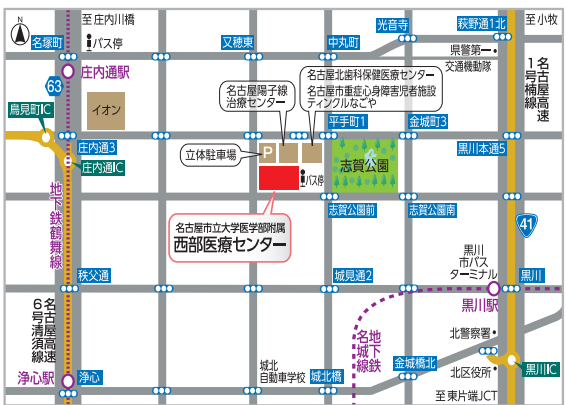 N
至庄内川橋
光音寺
萩野通1北
至小牧
名塚町
バス停
又穂東
中丸町
県警第一
交通機動隊
庄内通駅
名古屋高速
1号楠線
63
名古屋陽子線
治療センター
名古屋北歯科保健医療センター
名古屋市重症心身障害児者施設
ティンクルなごや
イオン
鳥見町IC
平手町1
金城町3
庄内通3
黒川本通5
立体駐車場
P
志賀公園
庄内通IC
バス停
地下鉄鶴舞線
志賀公園前
志賀公園南
名古屋市立大学医学部附属
西部医療センター
41
黒川
市バス
ターミナル
秩父通
城見通2
黒川
黒川駅
名古屋高速
6号清須線
地下鉄
名城線
北警察署
金城橋北
城北
自動車学校
城北橋
北区役所
黒川IC
浄心駅
浄心
至東片端JCT